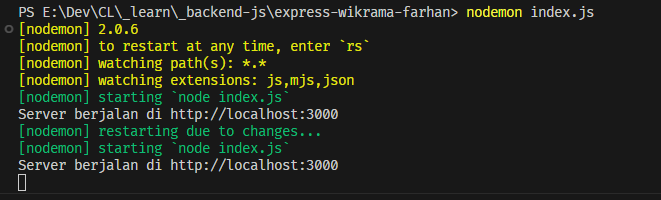 PS E:\Dev\CL\_learn\_backend-js\express-wikrama-farhan> nodemon index.js
[nodemon] 2.0.6
[nodemon] to restart at any time, enter `rs`
[nodemon] watching path(s): *.*
[nodemon] watching extensions: js,mjs,json
[nodemon] starting `node index.js`
Server berjalan di http://localhost:3000
[nodemon] restarting due to changes...
[nodemon] starting `node index.js`
Server berjalan di http://localhost:3000